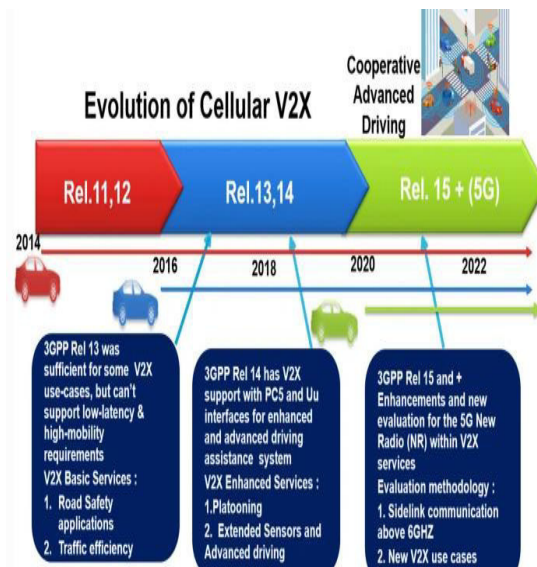 Cooperative
Advanced
Driving
Evolution of Cellular V2X
Rel.11,12
Rel.13,14
Rel. 15 + (5G)
2014
2016
2018
2020
2022
3GPP Rel 13 was
sufficient for some V2X
use-cases, but can't
support low-latency &
high-mobility
requirements
V2X Basic Services :
1. Road Safety
applications
2. Traffic efficiency
3GPP Rel 14 has V2X
support with PC5 and Uu
interfaces for enhanced
and advanced driving
assistance system
V2X Enhanced Services :
1.Platooning
2. Extended Sensors and
Advanced driving
3GPP Rel 15 and +
Enhancements and new
evaluation for the 5G New
Radio (NR) within V2X
services
Evaluation methodology :
1. Sidelink communication
above 6GHZ
2. New V2X use cases